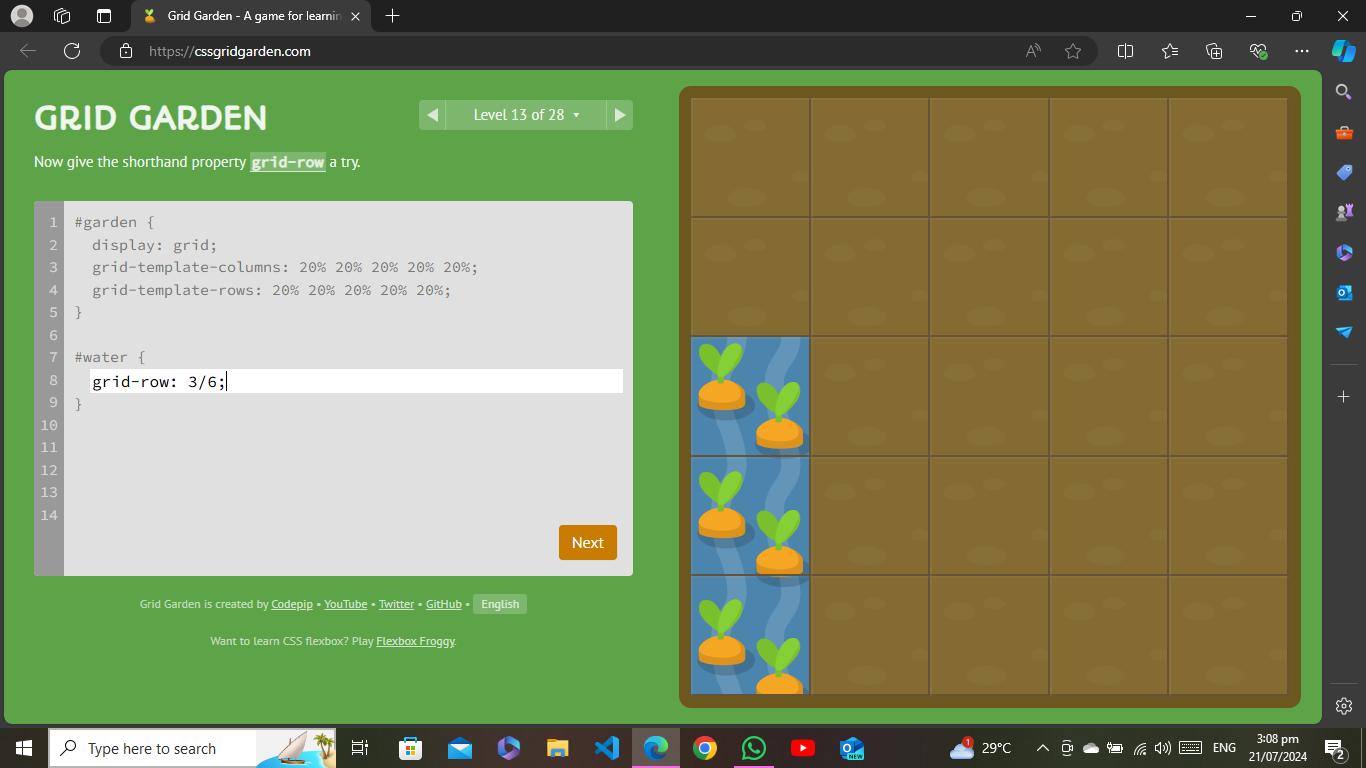 Grid Garden - A game for learnin
https://cssgridgarden.com
GRID GARDEN
Level 13 of 28
Now give the shorthand property grid-row a try.
1 #garden {
2 display: grid;
3 grid-template-columns: 20% 20% 20% 20% 20%;
4 grid-template-rows: 20% 20% 20% 20% 20%;
5 }
6
7 #water {
8 grid-row: 3/6;
9 }
10
11
12
13
14
Next
Grid Garden is created by Codepip • YouTube • Twitter • GitHub • English
Want to learn CSS flexbox? Play Flexbox Froggy.
Type here to search
NEW
1
29°C
ENG
3:08 pm
21/07/2024
2